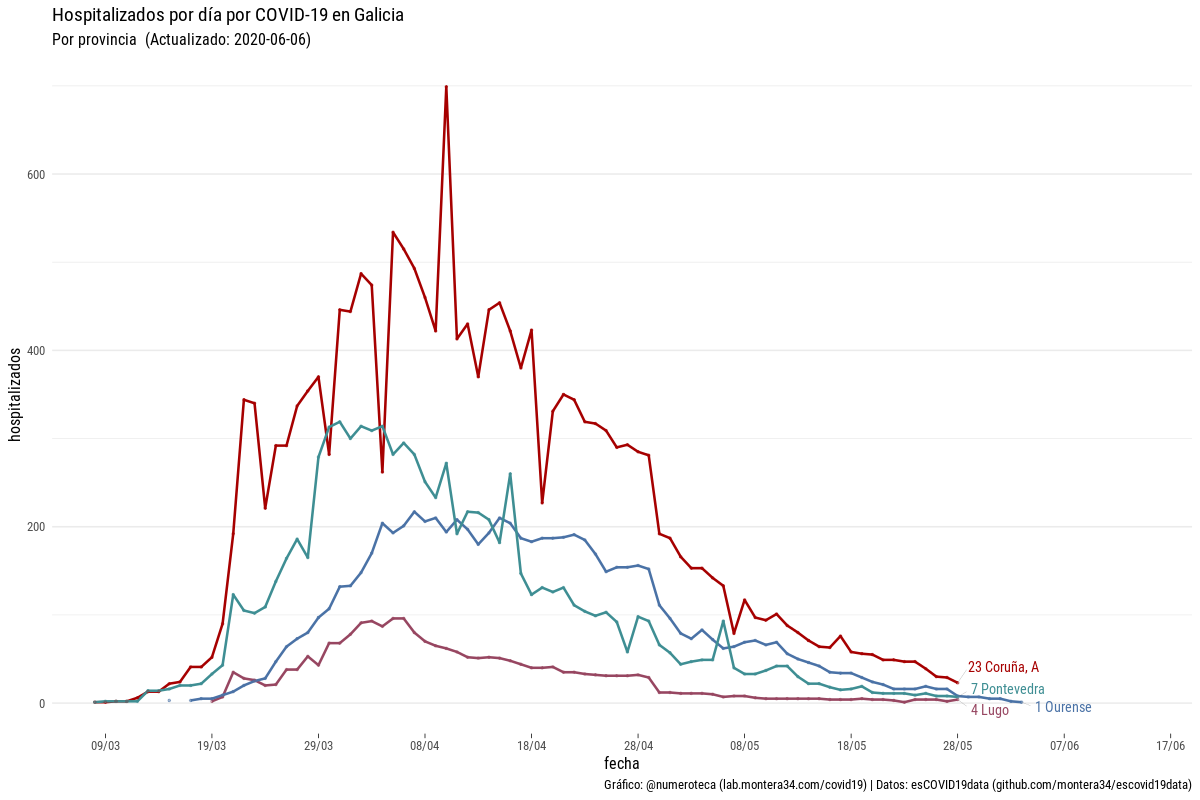 Hospitalizados por día por COVID-19 en Galicia
Por provincia (Actualizado: 2020-06-06)
hospitalizados
600
400
200
0
23 Coruña, A
7 Pontevedra
1 Ourense
4 Lugo
09/03 19/03 29/03 08/04 18/04 28/04 08/05 18/05 28/05 07/06 17/06
fecha
Gráfico: @numeroteca (lab.montera34.com/covid19) | Datos: esCOVID19data (github.com/montera34/escovid19data)